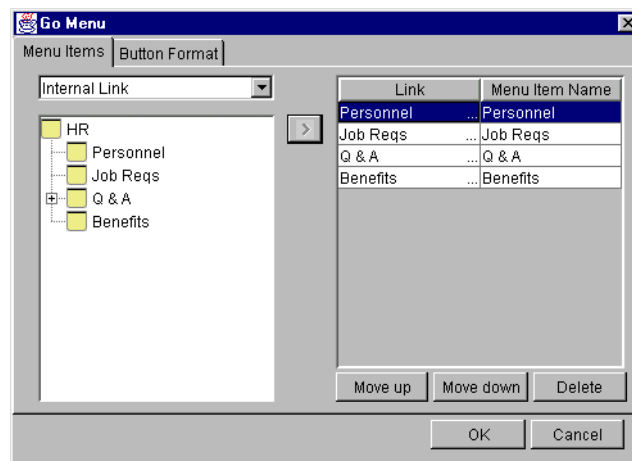 Go Menu
Menu Items Button Format
Internal Link
HR
Personnel
Job Reqs
Q & A
Benefits
>
Link Menu Item Name
Personnel ... Personnel
Job Reqs ... Job Reqs
Q & A ... Q & A
Benefits ... Benefits
Move up Move down Delete
OK Cancel